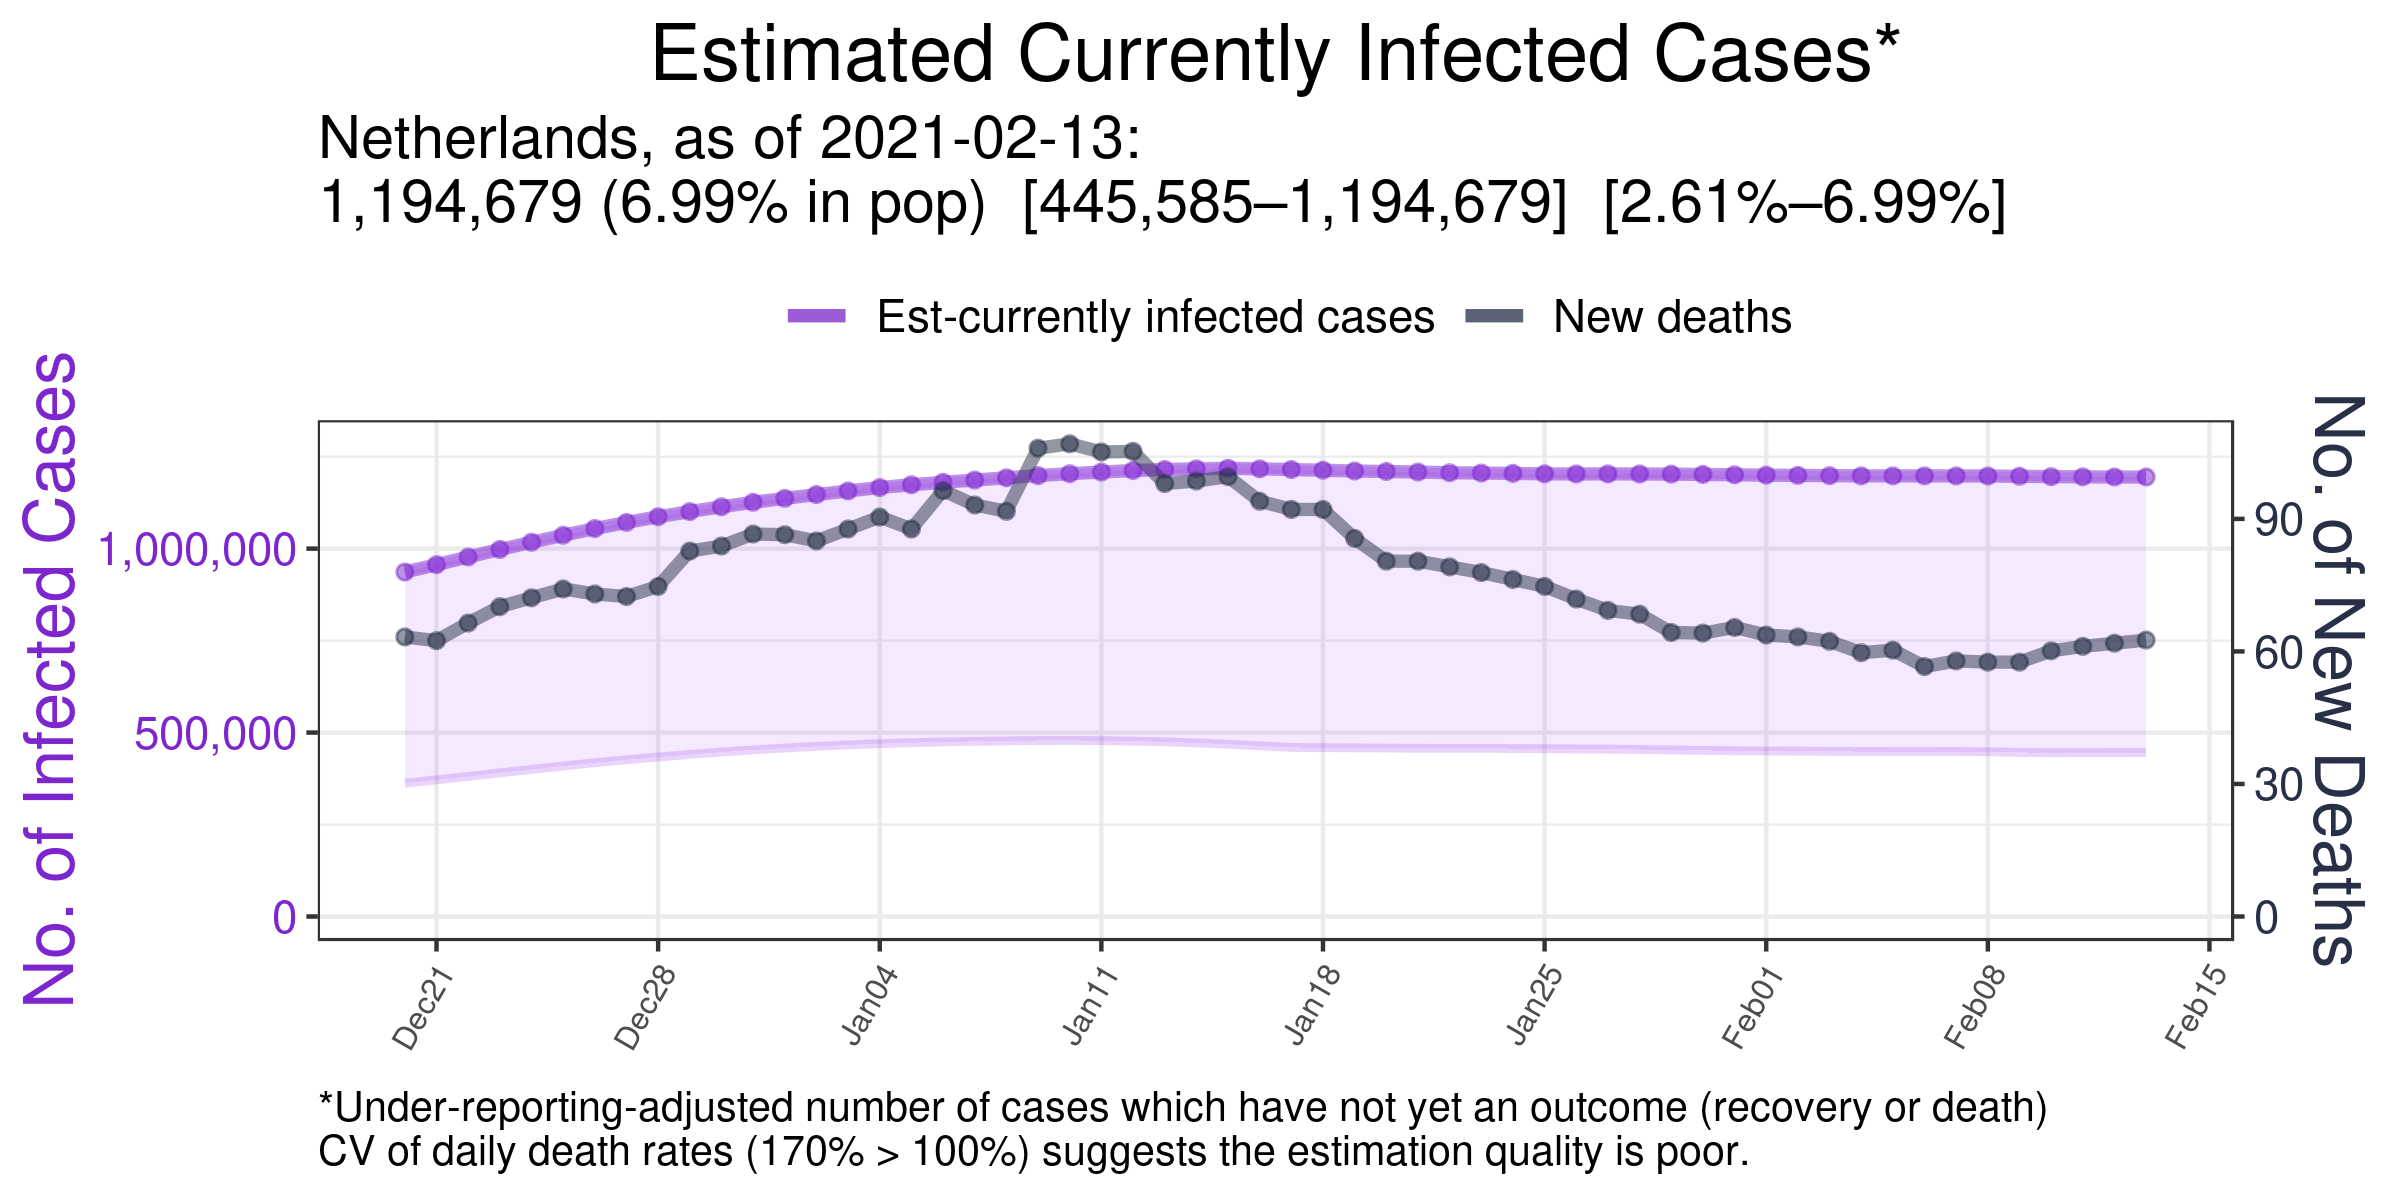 Estimated Currently Infected Cases*
Netherlands, as of 2021-02-13:
1,194,679 (6.99% in pop)  [445,585–1,194,679]  [2.61%–6.99%]
Est-currently infected cases
New deaths
No. of Infected Cases
1,000,000
500,000
0
90
60
30
0
No. of New Deaths
Dec21
Dec28
Jan04
Jan11
Jan18
Jan25
Feb01
Feb08
Feb15
*Under-reporting-adjusted number of cases which have not yet an outcome (recovery or death)
CV of daily death rates (170% > 100%) suggests the estimation quality is poor.